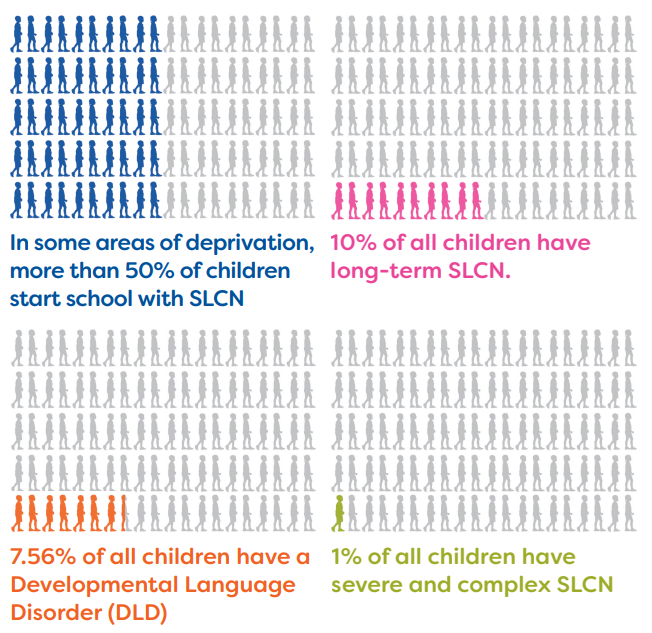 In some areas of deprivation,
more than 50% of children
start school with SLCN
10% of all children have
long-term SLCN.
7.56% of all children have a
Developmental Language
Disorder (DLD)
1% of all children have
severe and complex SLCN